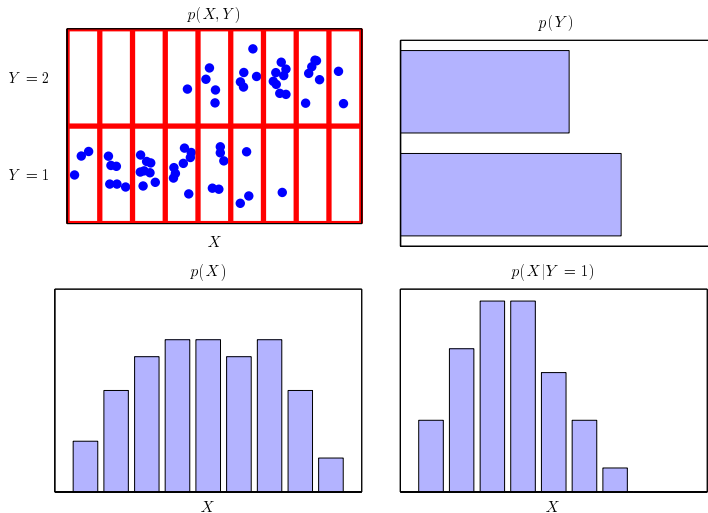 p(X, Y)
Y = 2
Y = 1
X
p(Y)
p(X)
X
p(X|Y = 1)
X